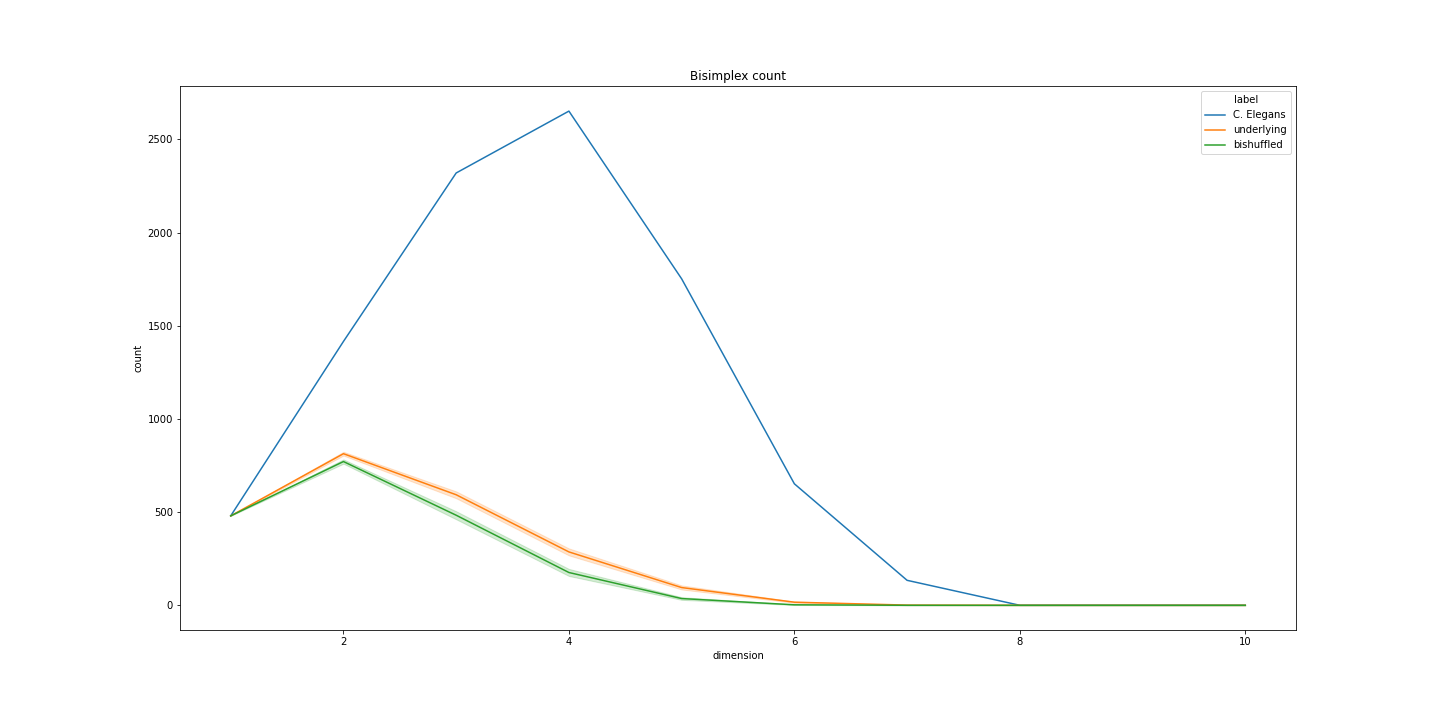 Bisimplex count
label
C. Elegans
underlying
bishuffled
2500
2000
1500
1000
500
0
count
2 4 6 8 10
dimension